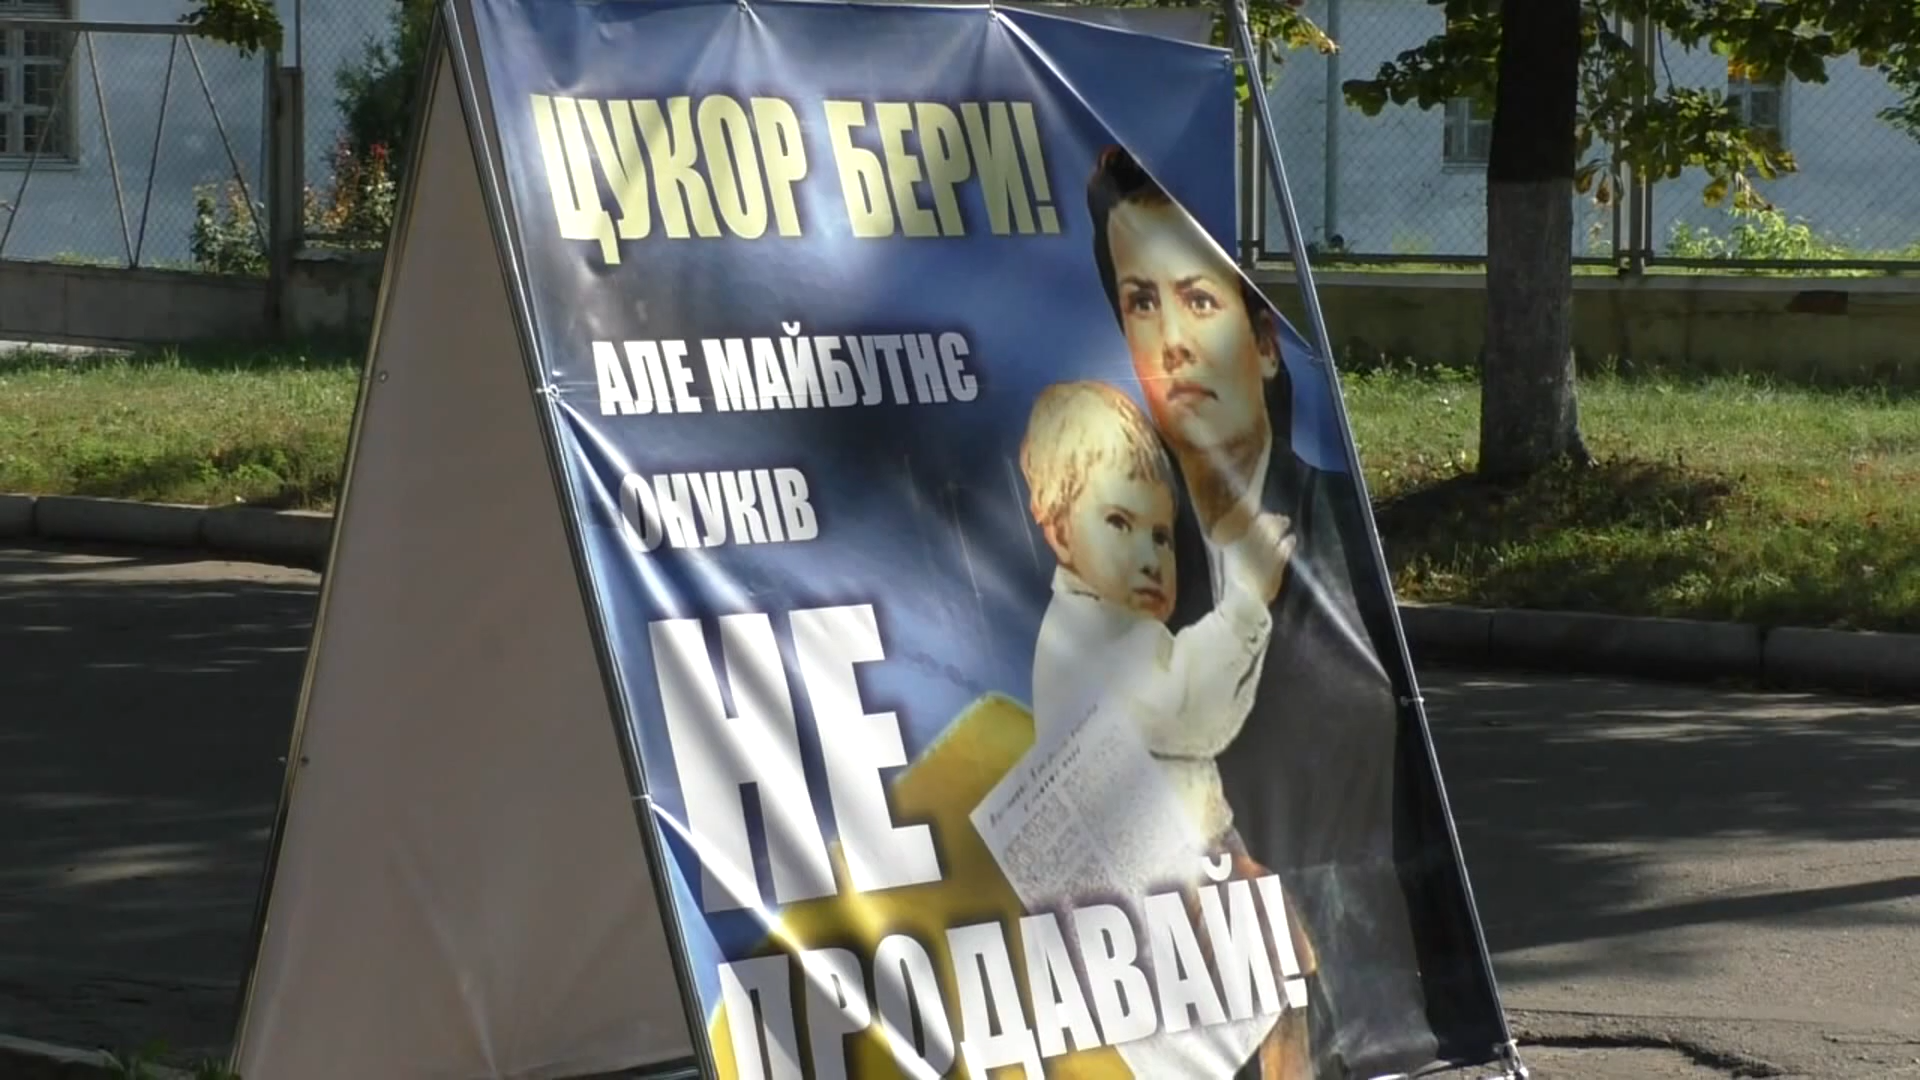 ЦУКОР БЕРИ!
АЛЕ МАЙБУТНЄ
ОНУКІВ
НЕ
ПРОДАВАЙ!